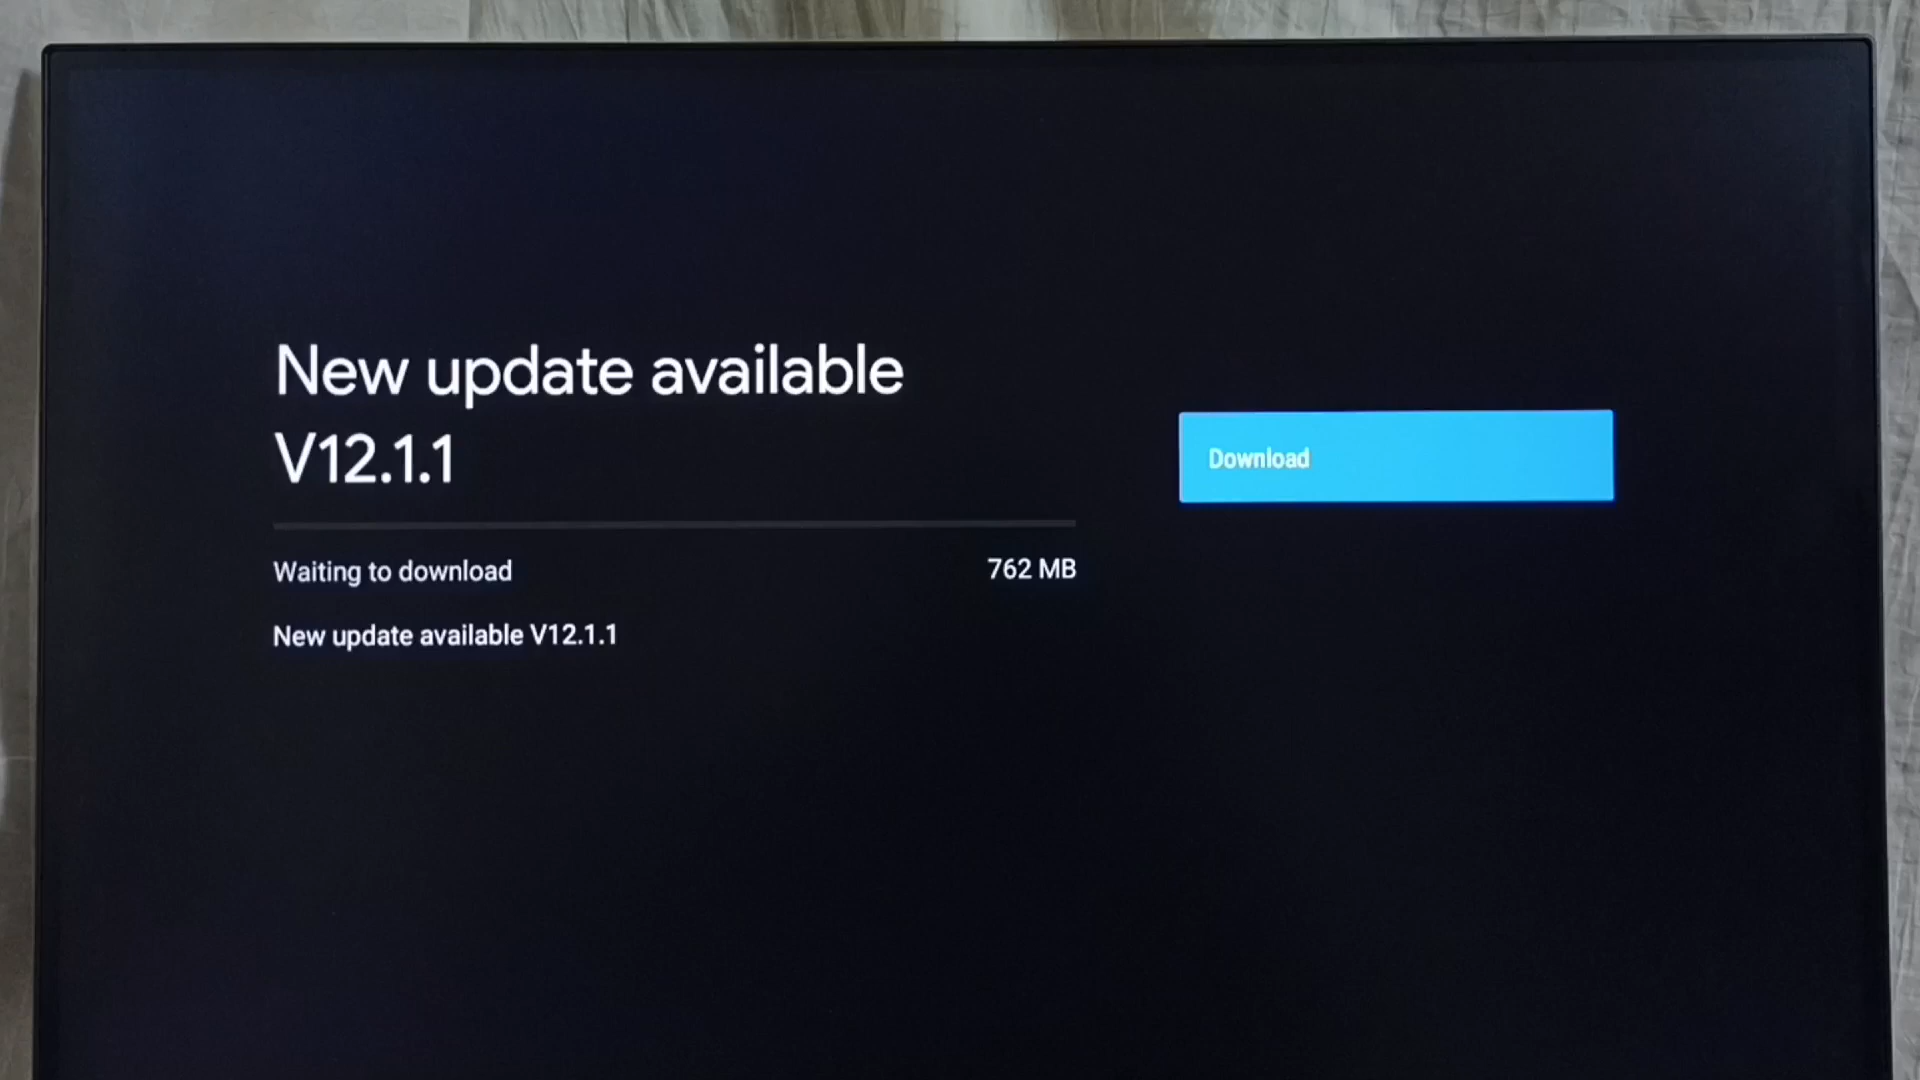 New update available
V12.1.1
Download
Waiting to download 762 MB
New update available V12.1.1